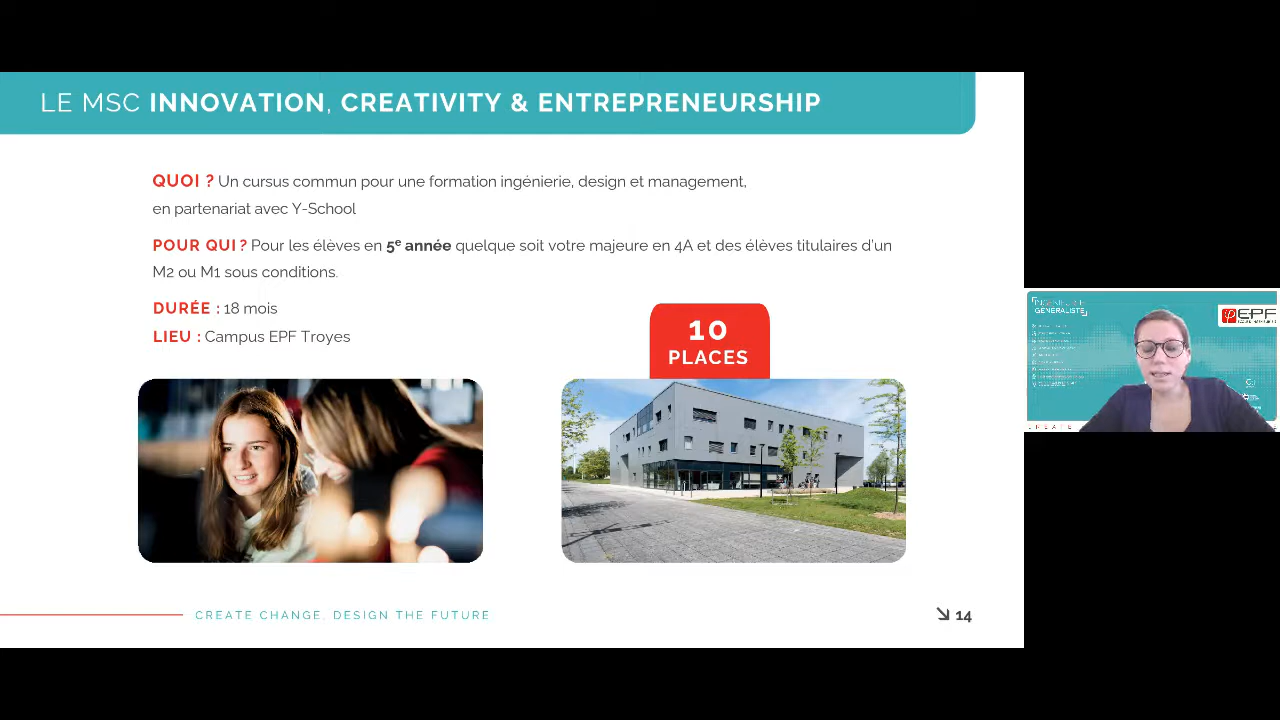 LE MSC INNOVATION, CREATIVITY & ENTREPRENEURSHIP
QUOI ? Un cursus commun pour une formation ingénierie, design et management,
en partenariat avec Y-School
POUR QUI ? Pour les élèves en 5e année quelque soit votre majeure en 4A et des élèves titulaires d'un
M2 ou M1 sous conditions.
DURÉE : 18 mois
LIEU : Campus EPF Troyes
10
PLACES
CREATE CHANGE. DESIGN THE FUTURE
14
INGÉNIEUR·E
GÉNÉRALISTE
EPF
CREATE